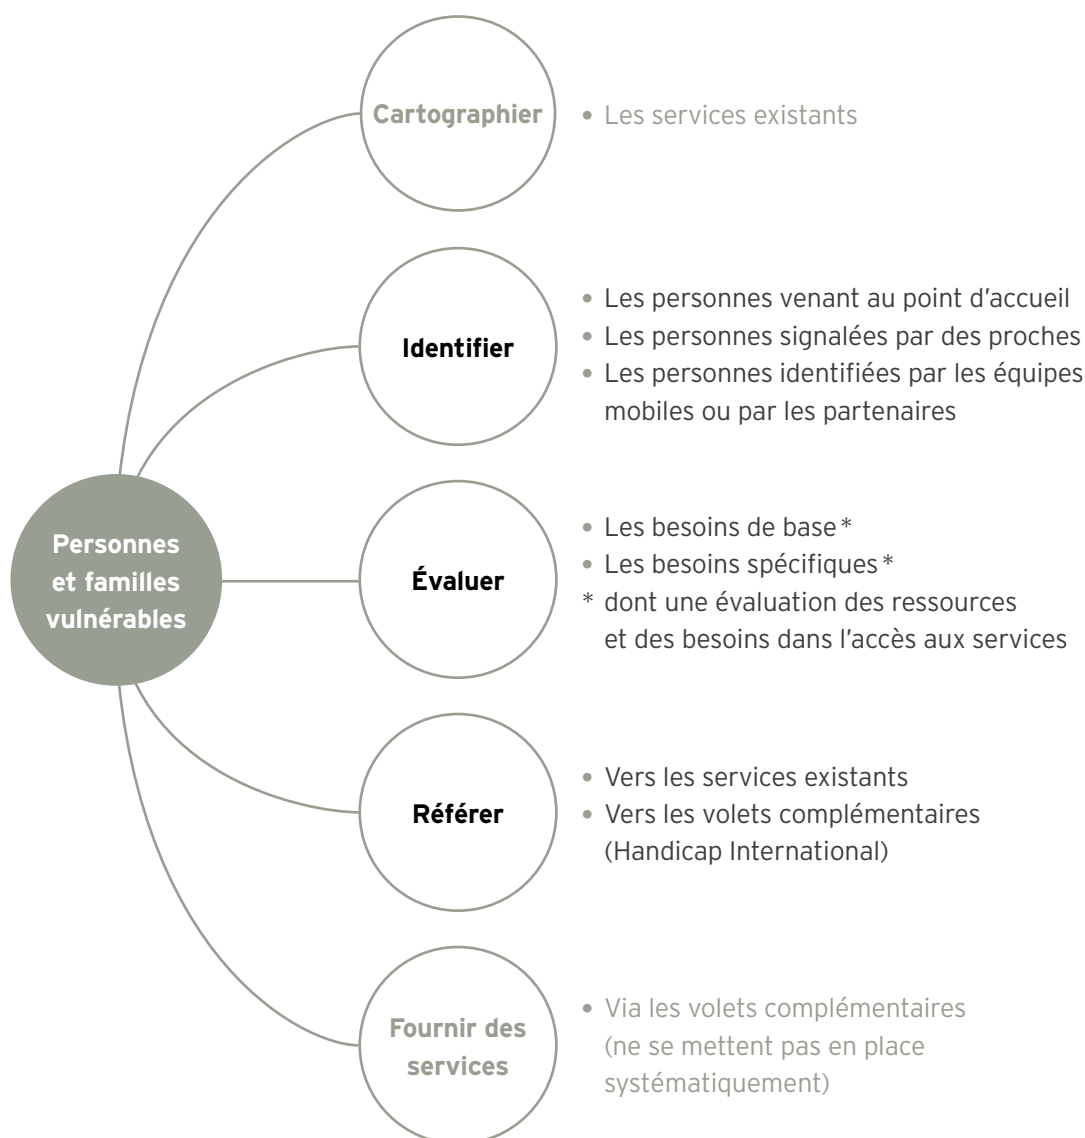 Cartographier
• Les services existants
Identifier
• Les personnes venant au point d'accueil
• Les personnes signalées par des proches
• Les personnes identifiées par les équipes
mobiles ou par les partenaires
Personnes
et familles
vulnérables
Évaluer
• Les besoins de base *
• Les besoins spécifiques *
* dont une évaluation des ressources
et des besoins dans l'accès aux services
Référer
• Vers les services existants
• Vers les volets complémentaires
(Handicap International)
Fournir des
services
• Via les volets complémentaires
(ne se mettent pas en place
systématiquement)